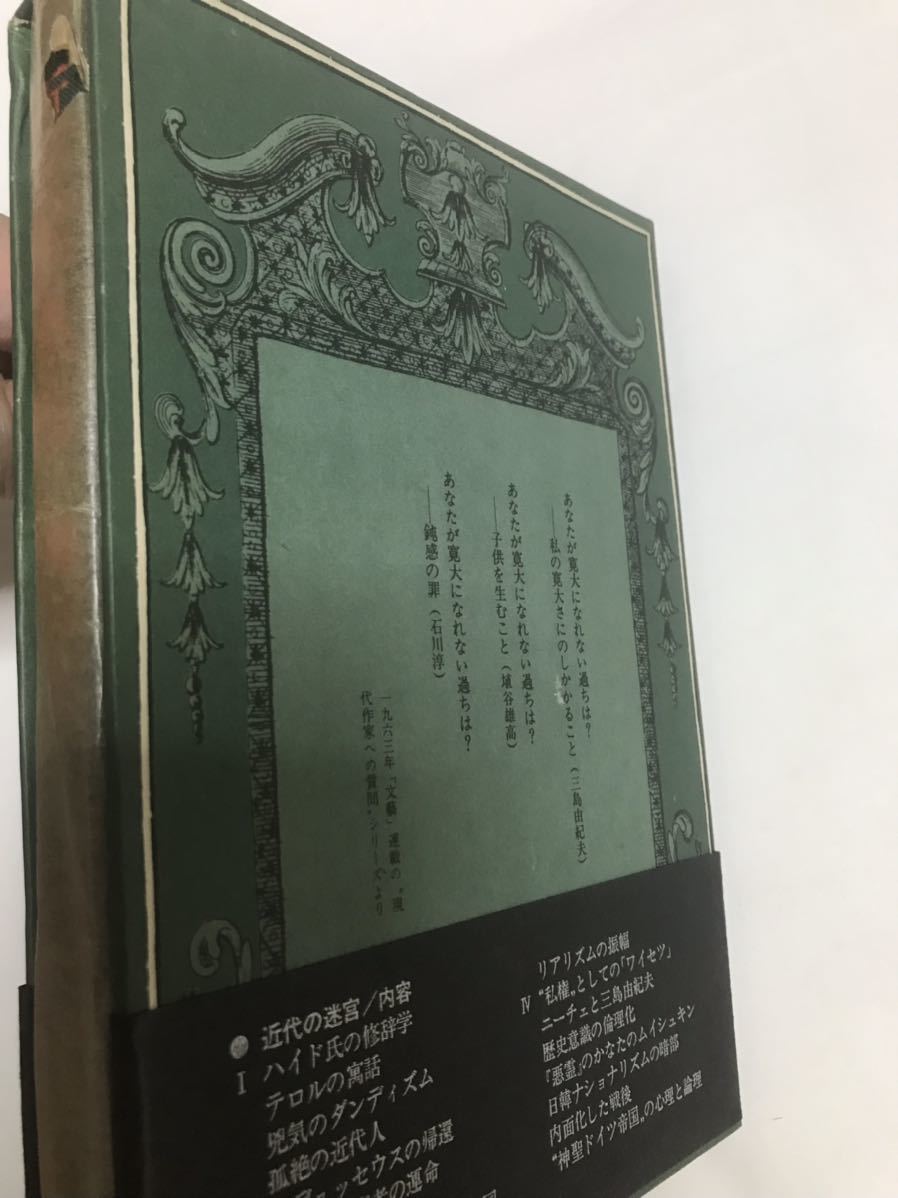 あなたが寛大になれない過ちは?
——私の寛大さにのしかかること(三島由紀夫)
あなたが寛大になれない過ちは?
——子供を生むこと(埴谷雄高)
あなたが寛大になれない過ちは?
——鈍感の罪(石川淳)
一九六三年「文藝」連載の“現
代作家への質問”シリーズより
●近代の迷宮/内容
I ハイド氏の修辞学
テロルの寓話
兇気のダンディズム
孤絶の近代人
ッセウスの帰還
の運命
リアリズムの振幅
IV “私権”としての「ワイセツ」
ニーチェと三島由紀夫
歴史意識の倫理化
『悪霊』のかなたのムイシュキン
日韓ナショナリズムの暗部
内面化した戦後
“神聖ドイツ帝国”の心理と論理